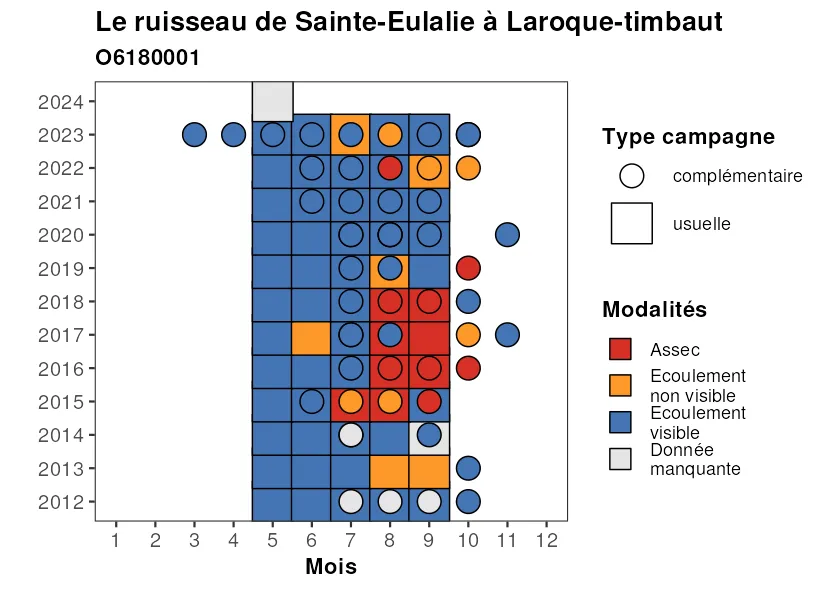 Le ruisseau de Sainte-Eulalie à Laroque-timbaut
O6180001
2024
2023
2022
2021
2020
2019
2018
2017
2016
2015
2014
2013
2012
1 2 3 4 5 6 7 8 9 10 11 12
Mois
Type campagne
complémentaire
usuelle
Modalités
Assec
Ecoulement
non visible
Ecoulement
visible
Donnée
manquante